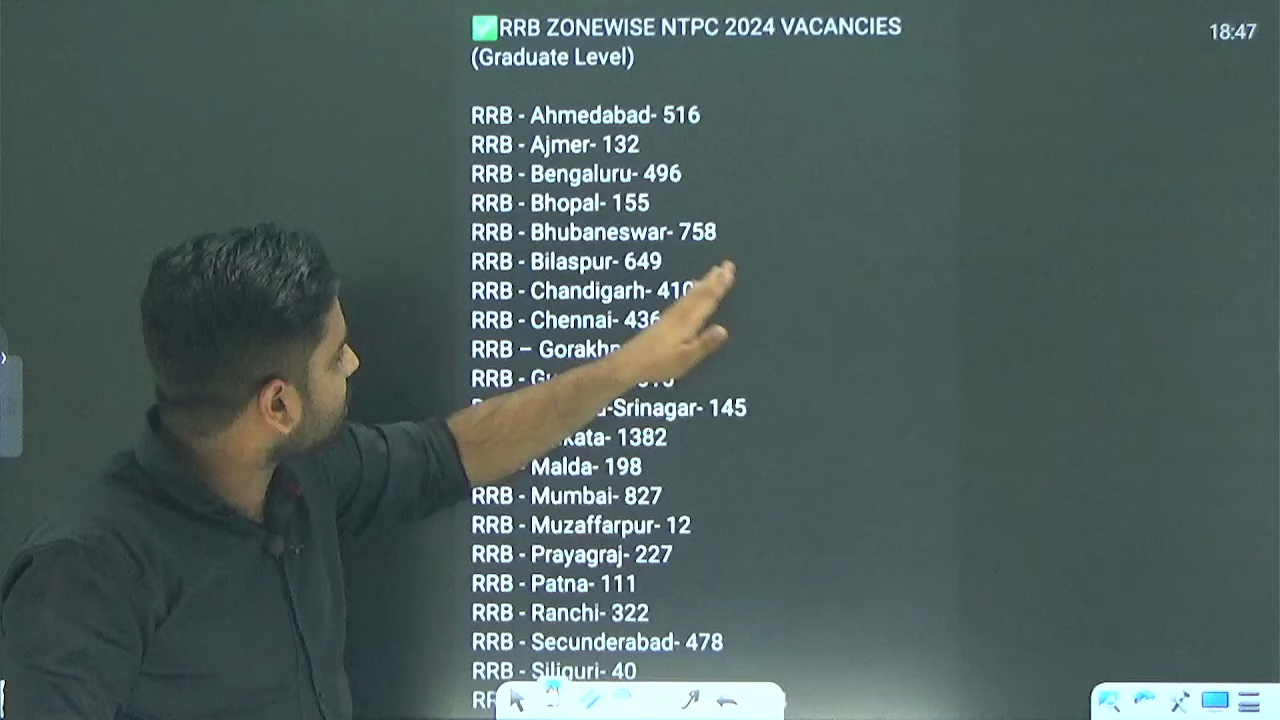 ✅RRB ZONEWISE NTPC 2024 VACANCIES
18:47
(Graduate Level)
RRB - Ahmedabad- 516
RRB - Ajmer- 132
RRB - Bengaluru- 496
RRB - Bhopal- 155
RRB - Bhubaneswar- 758
RRB - Bilaspur- 649
RRB - Chandigarh- 410
RRB - Chennai- 436
RRB –
RRB -
-Srinagar- 145
1382
- Malda- 198
RRB - Mumbai- 827
RRB - Muzaffarpur- 12
RRB - Prayagraj- 227
RRB - Patna- 111
RRB - Ranchi- 322
RRB - Secunderabad- 478
RRB - Siliguri- 40